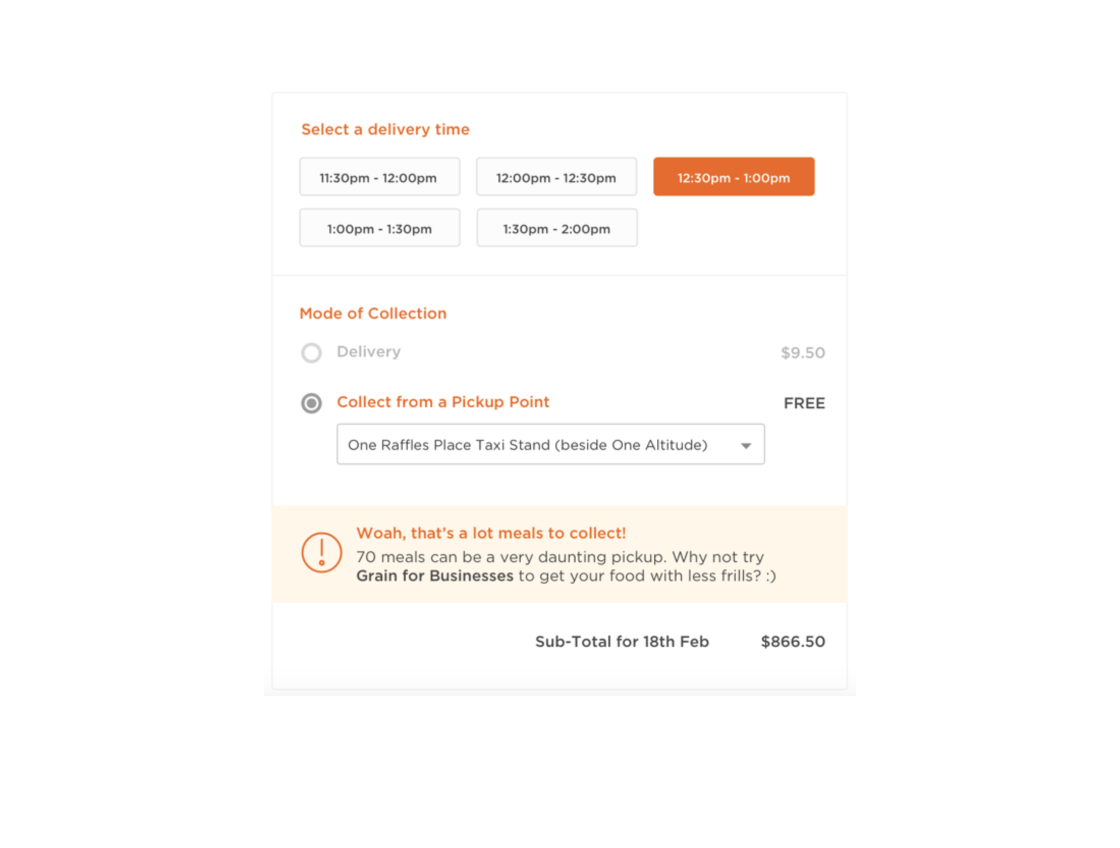 Select a delivery time
11:30pm - 12:00pm
12:00pm - 12:30pm
12:30pm - 1:00pm
1:00pm - 1:30pm
1:30pm - 2:00pm
Mode of Collection
Delivery $9.50
Collect from a Pickup Point FREE
One Raffles Place Taxi Stand (beside One Altitude)
Woah, that's a lot meals to collect!
70 meals can be a very daunting pickup. Why not try
Grain for Businesses to get your food with less frills? :)
Sub-Total for 18th Feb $866.50